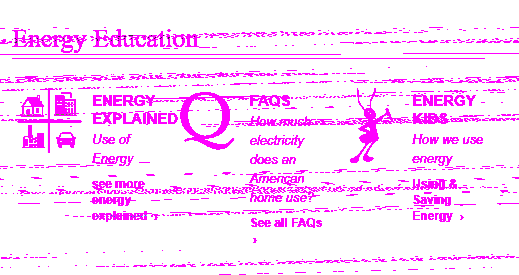 Energy Education
ENERGY
EXPLAINED
Use of
Energy
see more
energy
explained ›
Q
FAQS
How much
electricity
does an
American
home use?
See all FAQs
›
ENERGY
KIDS
How we use
energy
Using &
Saving
Energy ›